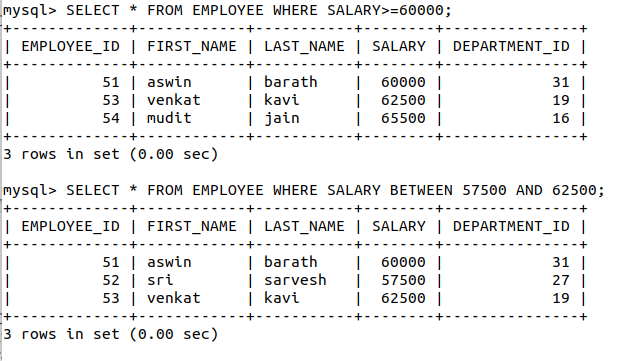 mysql> SELECT * FROM EMPLOYEE WHERE SALARY>=60000;
+-------------+------------+-----------+--------+---------------+
| EMPLOYEE_ID | FIRST_NAME | LAST_NAME | SALARY | DEPARTMENT_ID |
+-------------+------------+-----------+--------+---------------+
|          51 | aswin      | barath    |  60000 |            31 |
|          53 | venkat     | kavi      |  62500 |            19 |
|          54 | mudit      | jain      |  65500 |            16 |
+-------------+------------+-----------+--------+---------------+
3 rows in set (0.00 sec)

mysql> SELECT * FROM EMPLOYEE WHERE SALARY BETWEEN 57500 AND 62500;
+-------------+------------+-----------+--------+---------------+
| EMPLOYEE_ID | FIRST_NAME | LAST_NAME | SALARY | DEPARTMENT_ID |
+-------------+------------+-----------+--------+---------------+
|          51 | aswin      | barath    |  60000 |            31 |
|          52 | sri        | sarvesh   |  57500 |            27 |
|          53 | venkat     | kavi      |  62500 |            19 |
+-------------+------------+-----------+--------+---------------+
3 rows in set (0.00 sec)